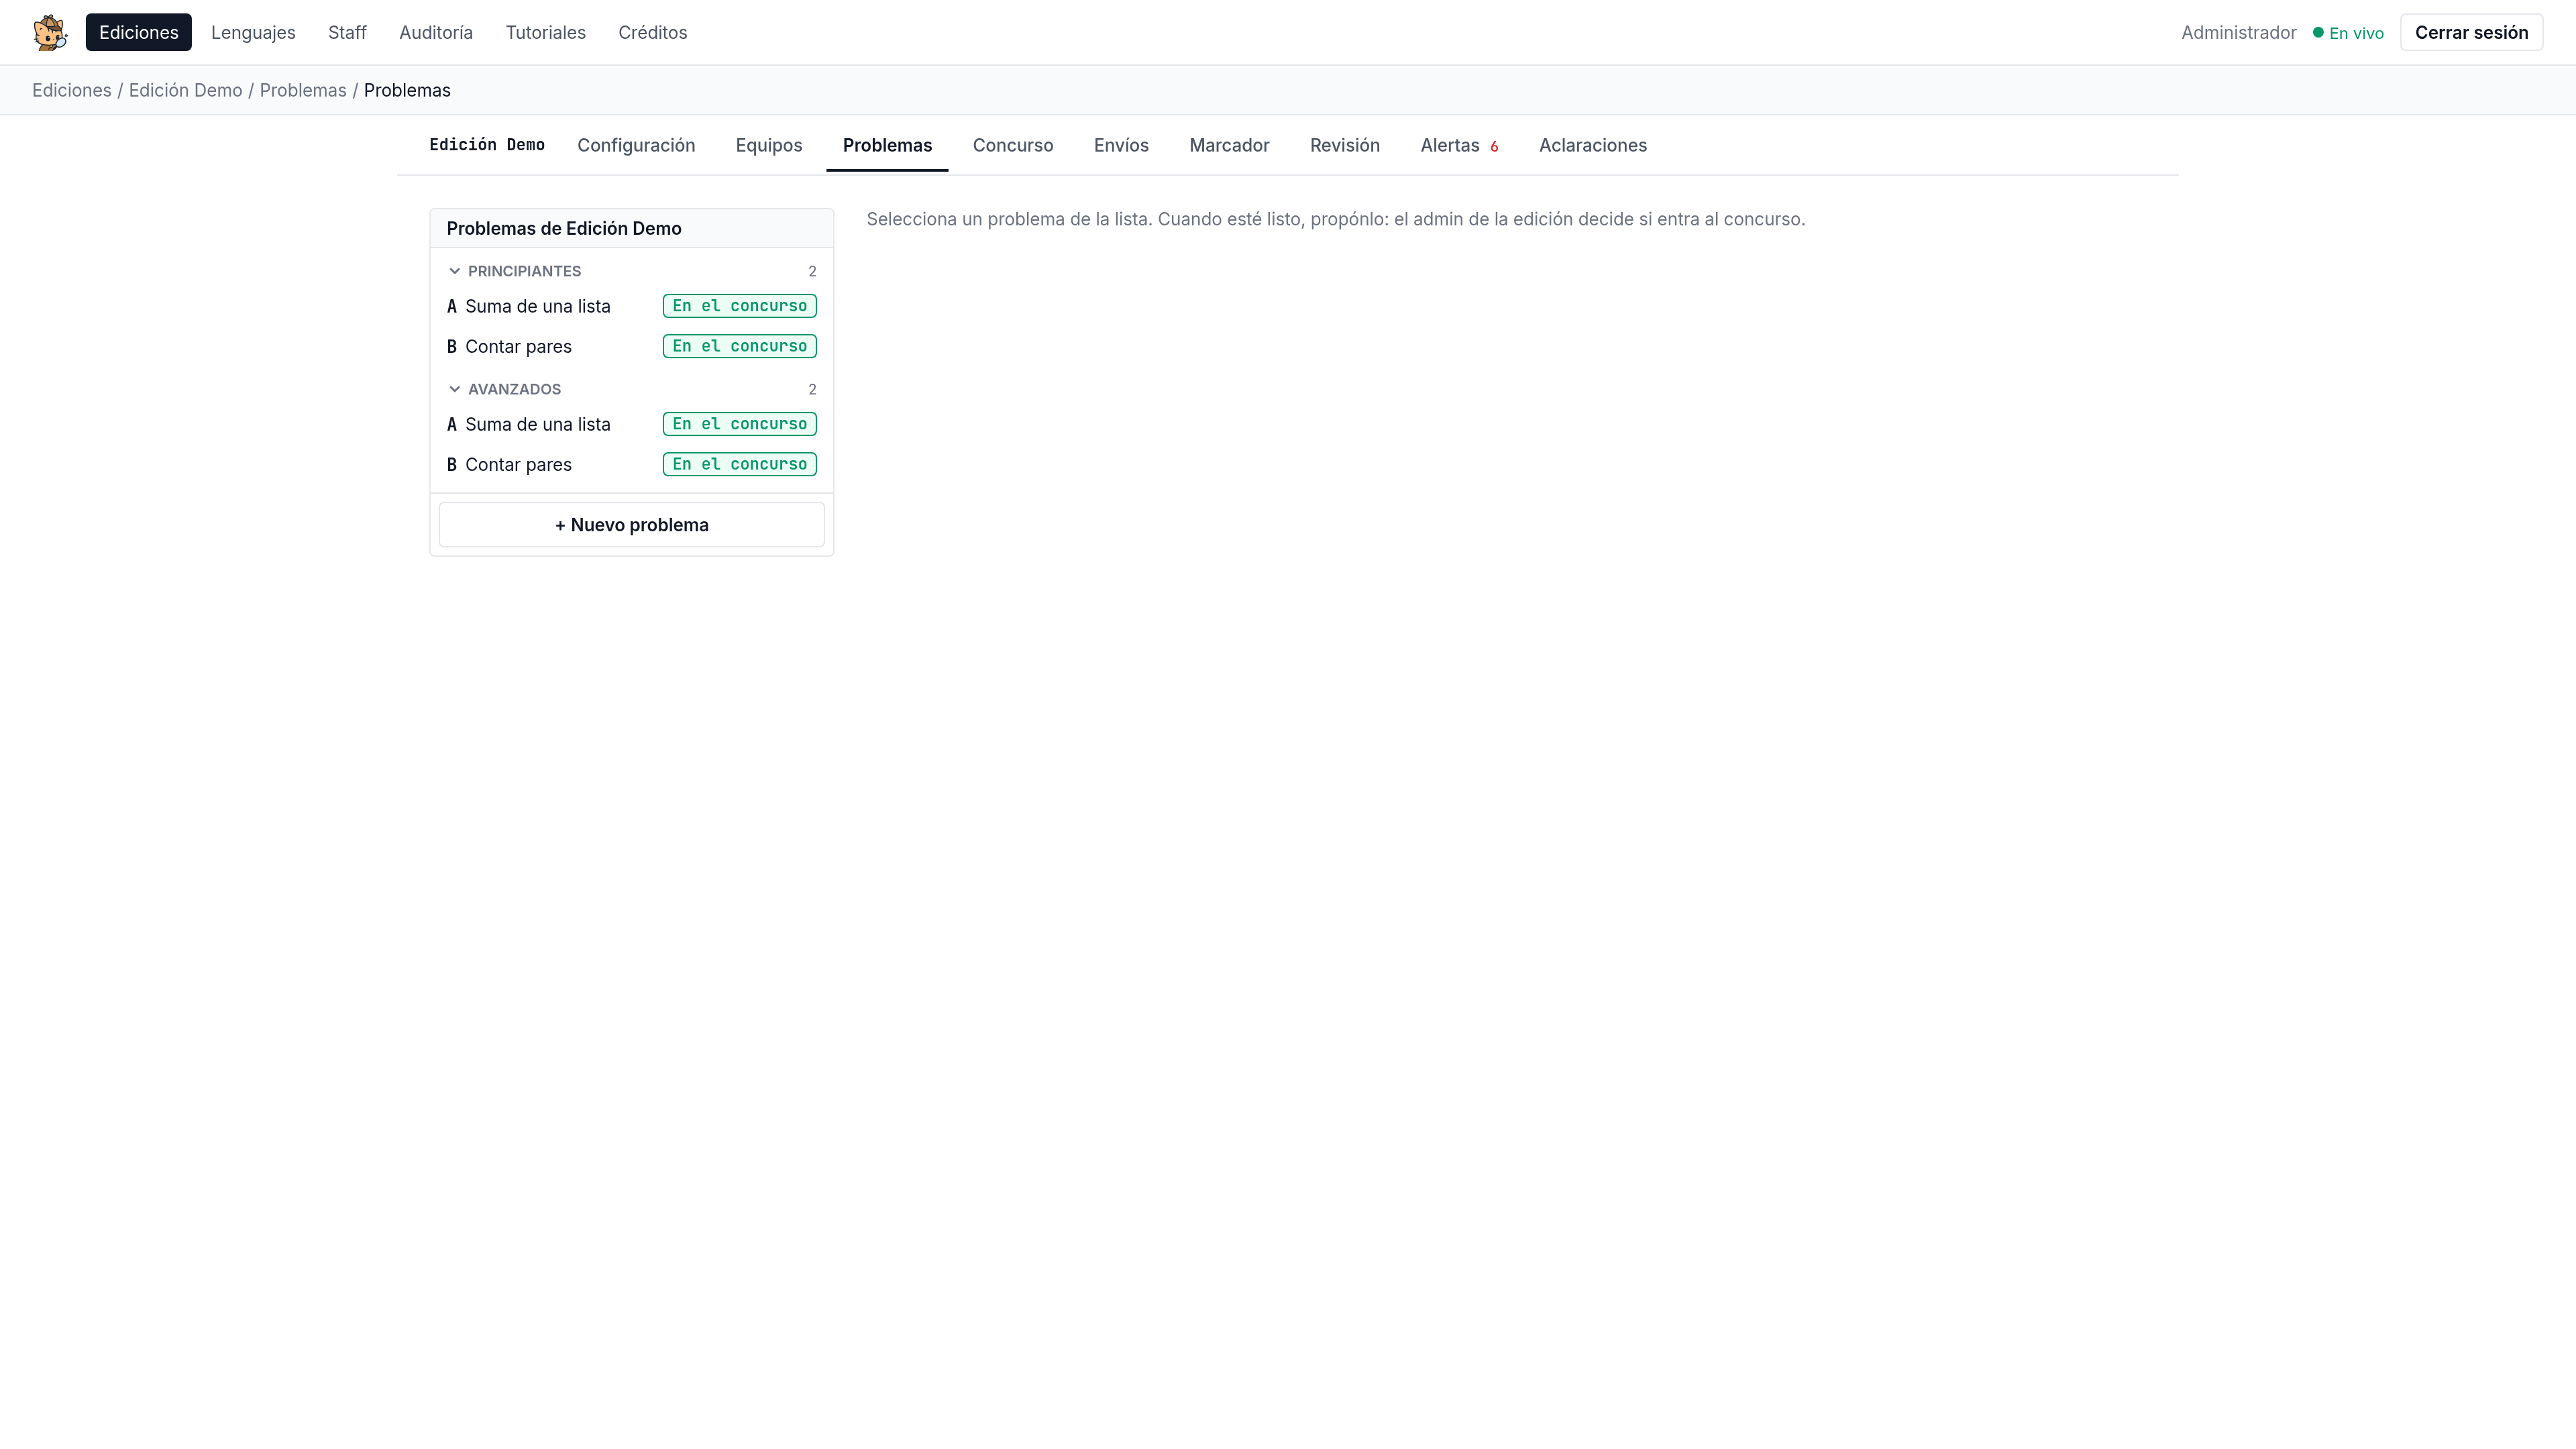 Ediciones Lenguajes Staff Auditoría Tutoriales Créditos Administrador En vivo Cerrar sesión
Ediciones / Edición Demo / Problemas / Problemas
Edición Demo Configuración Equipos Problemas Concurso Envíos Marcador Revisión Alertas 6 Aclaraciones
Problemas de Edición Demo
PRINCIPIANTES 2
A Suma de una lista En el concurso
B Contar pares En el concurso
AVANZADOS 2
A Suma de una lista En el concurso
B Contar pares En el concurso
+ Nuevo problema
Selecciona un problema de la lista. Cuando esté listo, propónlo: el admin de la edición decide si entra al concurso.